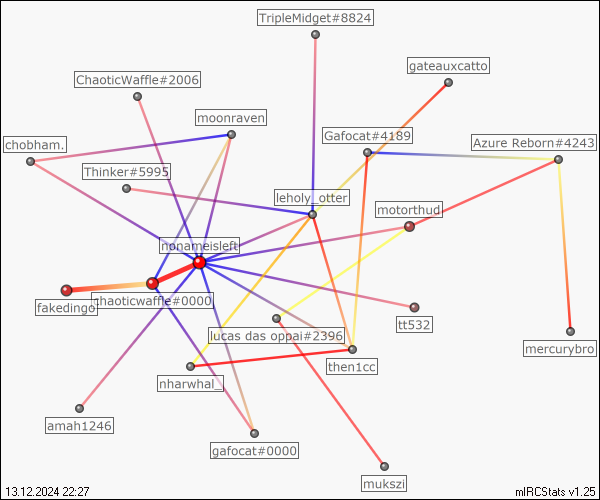 TripleMidget#8824
gateauxcatto
ChaoticWaffle#2006
moonraven
Gafocat#4189
chobham.
Azure Reborn#4243
Thinker#5995
leholy_otter
motorthud
nonameisleft
fakedingo
chaoticwaffle#0000
tt532
lucas das oppai#2396
mercurybro
then1cc
nharwhal_
amah1246
gafocat#0000
mukszi
13.12.2024 22:27
mIRCStats v1.25